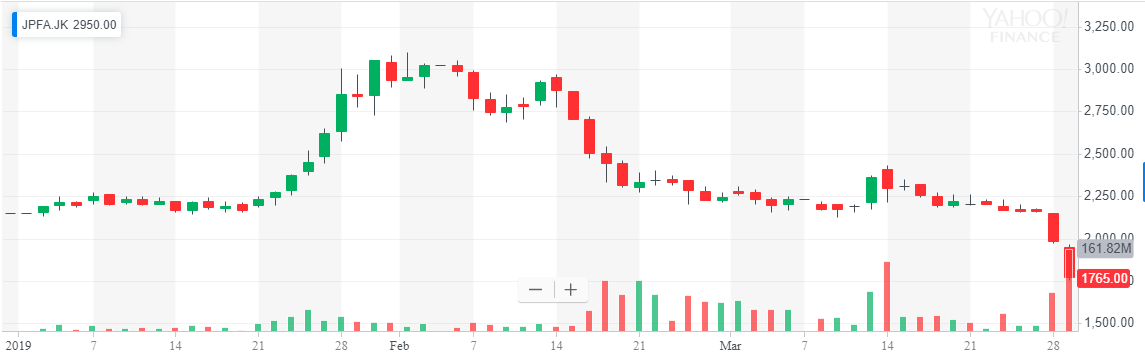 JPFA.JK 2950.00
YAHOO!
FINANCE
3,250.00
3,000.00
2,750.00
2,500.00
2,250.00
2,000.00
161.82M
1765.00
1,500.00
2019 7 14 21 28 Feb 7 14 21 Mar 7 14 21 28